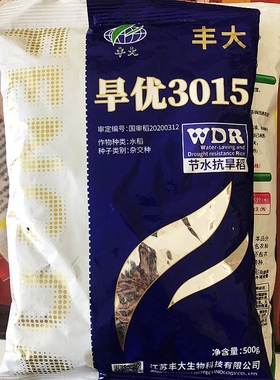 丰大
丰大
旱优3015
审定编号：国审稻20200312
作物种类：水稻
种子类别：杂交种
WDR
Water-saving and
Drought resistance Rice
节水抗旱稻
净含量：500g
江苏丰大生物科技有限公司